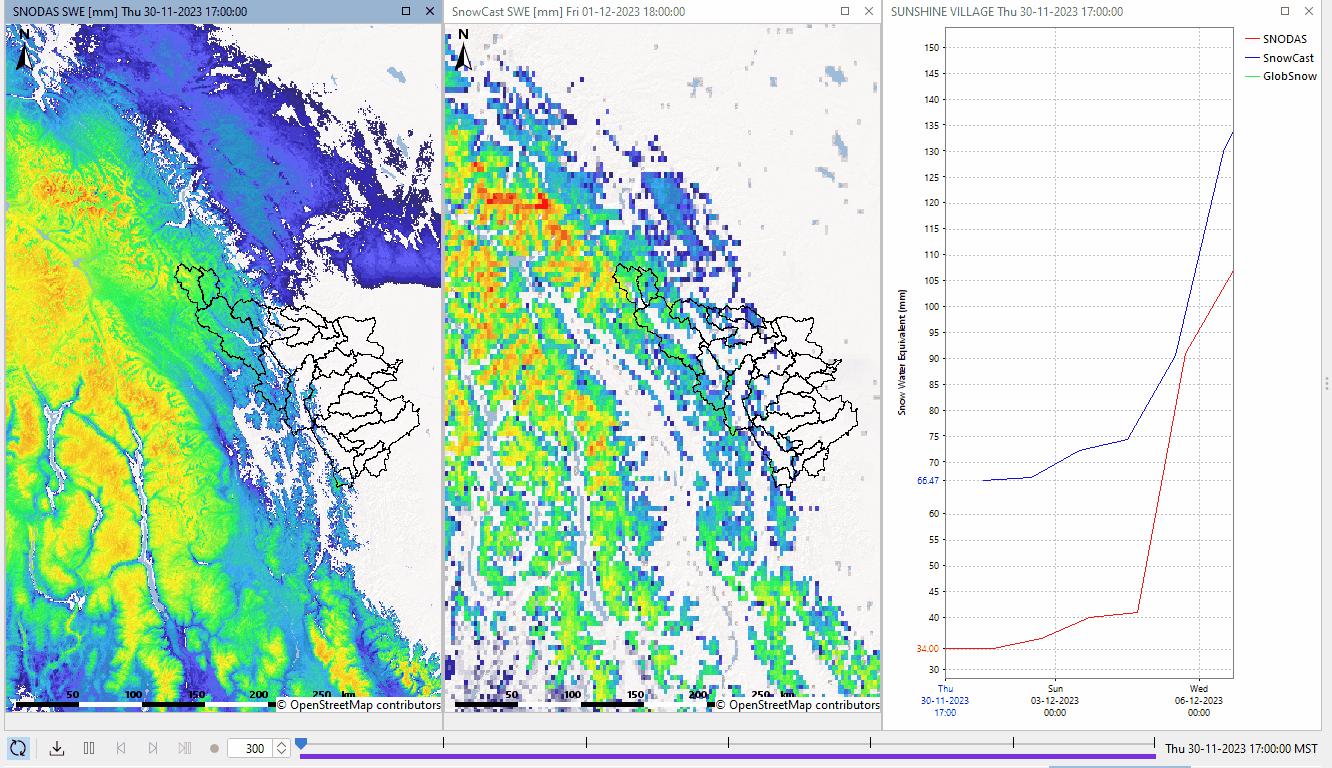 SNODAS SWE [mm] Thu 30-11-2023 17:00:00
N
50 100 150 200 250 km
© OpenStreetMap contributors
SnowCast SWE [mm] Fri 01-12-2023 18:00:00
N
50 100 150 200 250 km
© OpenStreetMap contributors
SUNSHINE VILLAGE Thu 30-11-2023 17:00:00
SNODAS
SnowCast
GlobSnow
Snow Water Equivalent (mm)
150
145
140
135
130
125
120
115
110
105
100
95
90
85
80
75
70
66.47
60
55
50
45
40
34.00
30
Thu Sun Wed
30-11-2023 03-12-2023 06-12-2023
17:00 00:00 00:00
300
Thu 30-11-2023 17:00:00 MST